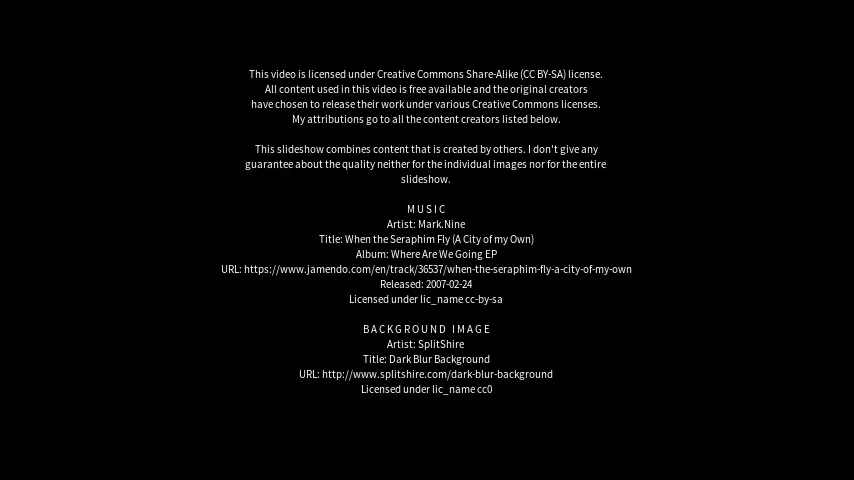 This video is licensed under Creative Commons Share-Alike (CC BY-SA) license.
All content used in this video is free available and the original creators
have chosen to release their work under various Creative Commons licenses.
My attributions go to all the content creators listed below.
This slideshow combines content that is created by others. I don't give any
guarantee about the quality neither for the individual images nor for the entire
slideshow.
MUSIC
Artist: Mark.Nine
Title: When the Seraphim Fly (A City of my Own)
Album: Where Are We Going EP
URL: https://www.jamendo.com/en/track/36537/when-the-seraphim-fly-a-city-of-my-own
Released: 2007-02-24
Licensed under lic_name cc-by-sa
BACKGROUND IMAGE
Artist: SplitShire
Title: Dark Blur Background
URL: http://www.splitshire.com/dark-blur-background
Licensed under lic_name cc0